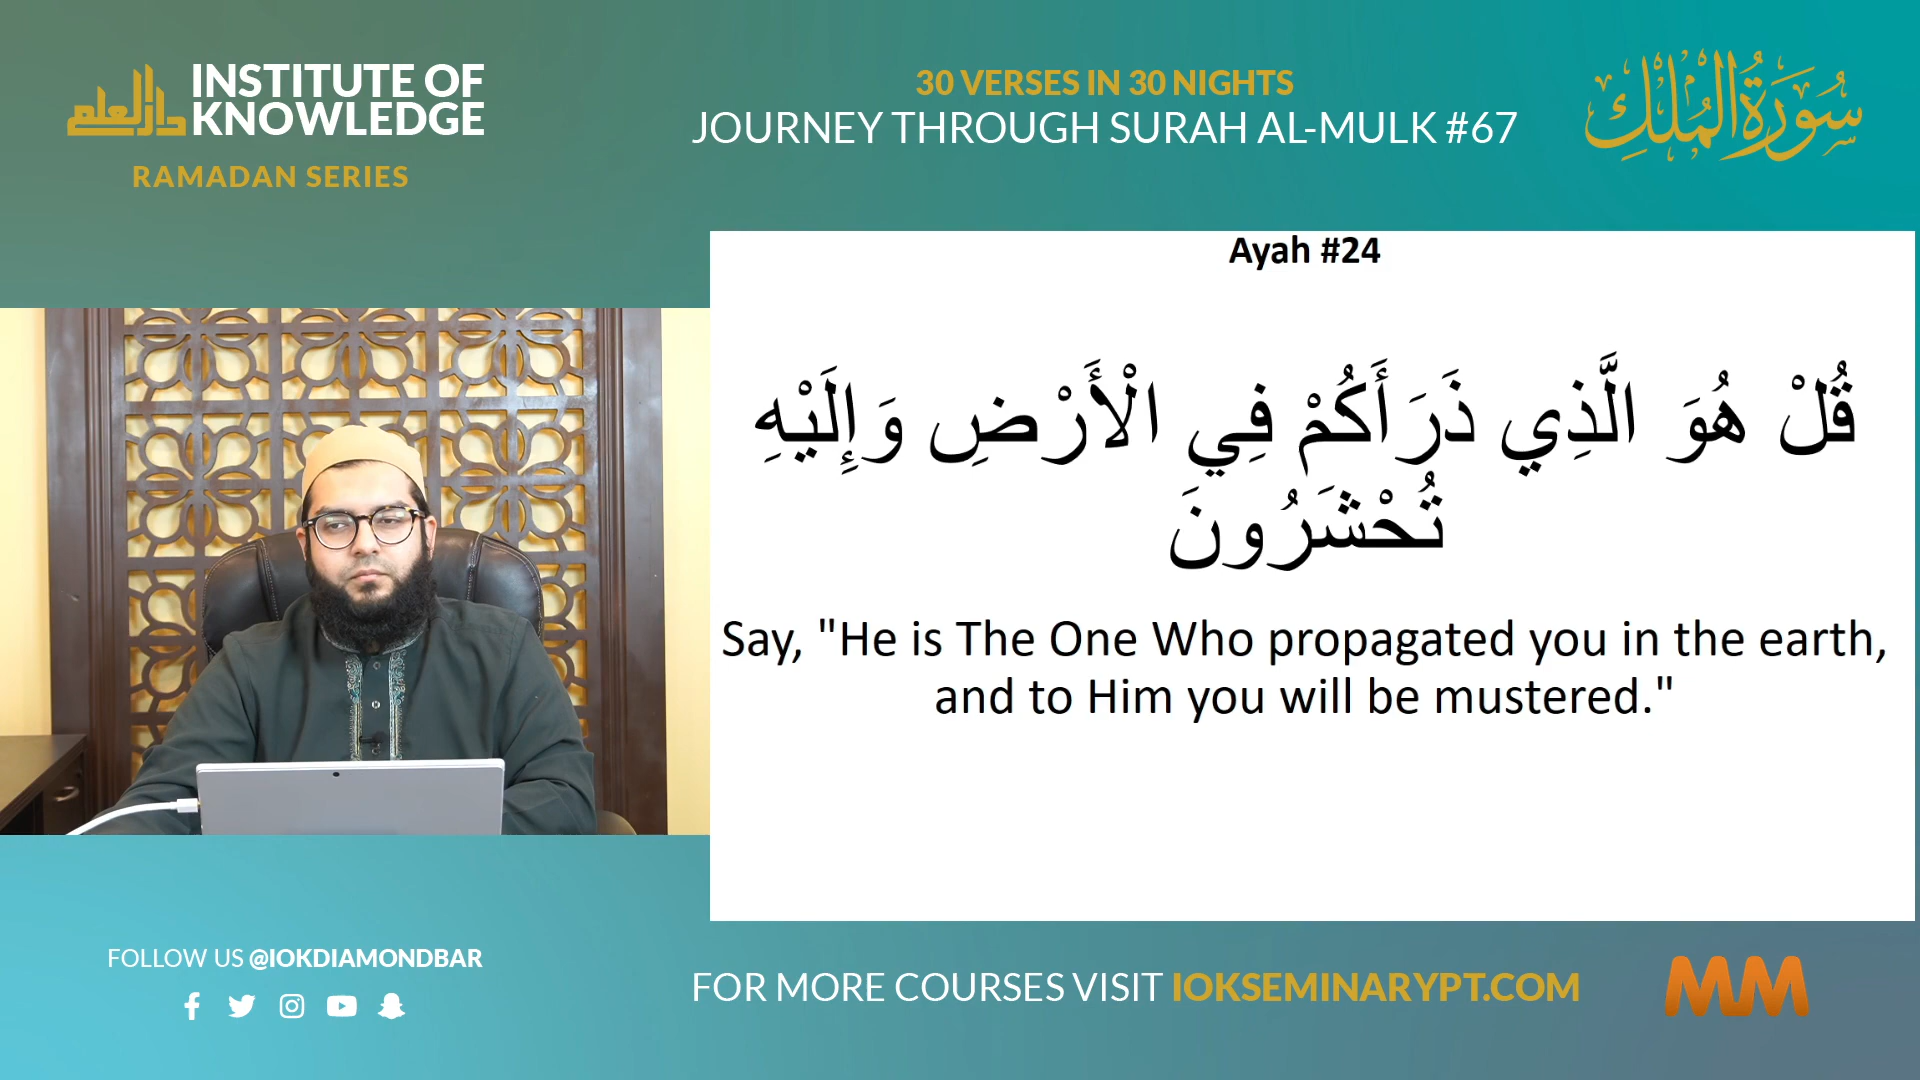 دار العلم
INSTITUTE OF
KNOWLEDGE
RAMADAN SERIES
30 VERSES IN 30 NIGHTS
JOURNEY THROUGH SURAH AL-MULK #67
سُورَةُ المُلْكِ
Ayah #24
قُلْ هُوَ الَّذِي ذَرَأَكُمْ فِي الْأَرْضِ وَإِلَيْهِ
تُحْشَرُونَ
Say, "He is The One Who propagated you in the earth,
and to Him you will be mustered."
FOLLOW US @IOKDIAMONDBAR
FOR MORE COURSES VISIT IOKSEMINARYPT.COM
MM